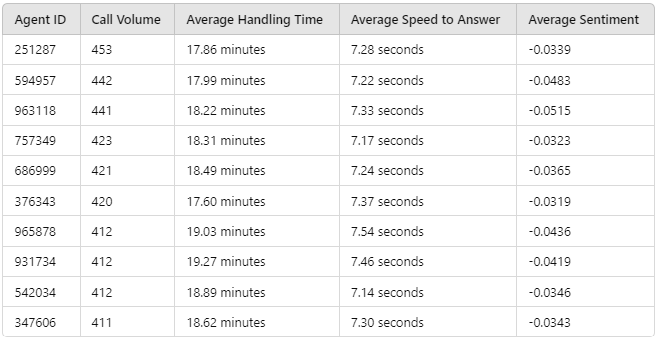 Agent ID Call Volume Average Handling Time Average Speed to Answer Average Sentiment
251287 453 17.86 minutes 7.28 seconds -0.0339
594957 442 17.99 minutes 7.22 seconds -0.0483
963118 441 18.22 minutes 7.33 seconds -0.0515
757349 423 18.31 minutes 7.17 seconds -0.0323
686999 421 18.49 minutes 7.24 seconds -0.0365
376343 420 17.60 minutes 7.37 seconds -0.0319
965878 412 19.03 minutes 7.54 seconds -0.0436
931734 412 19.27 minutes 7.46 seconds -0.0419
542034 412 18.89 minutes 7.14 seconds -0.0346
347606 411 18.62 minutes 7.30 seconds -0.0343